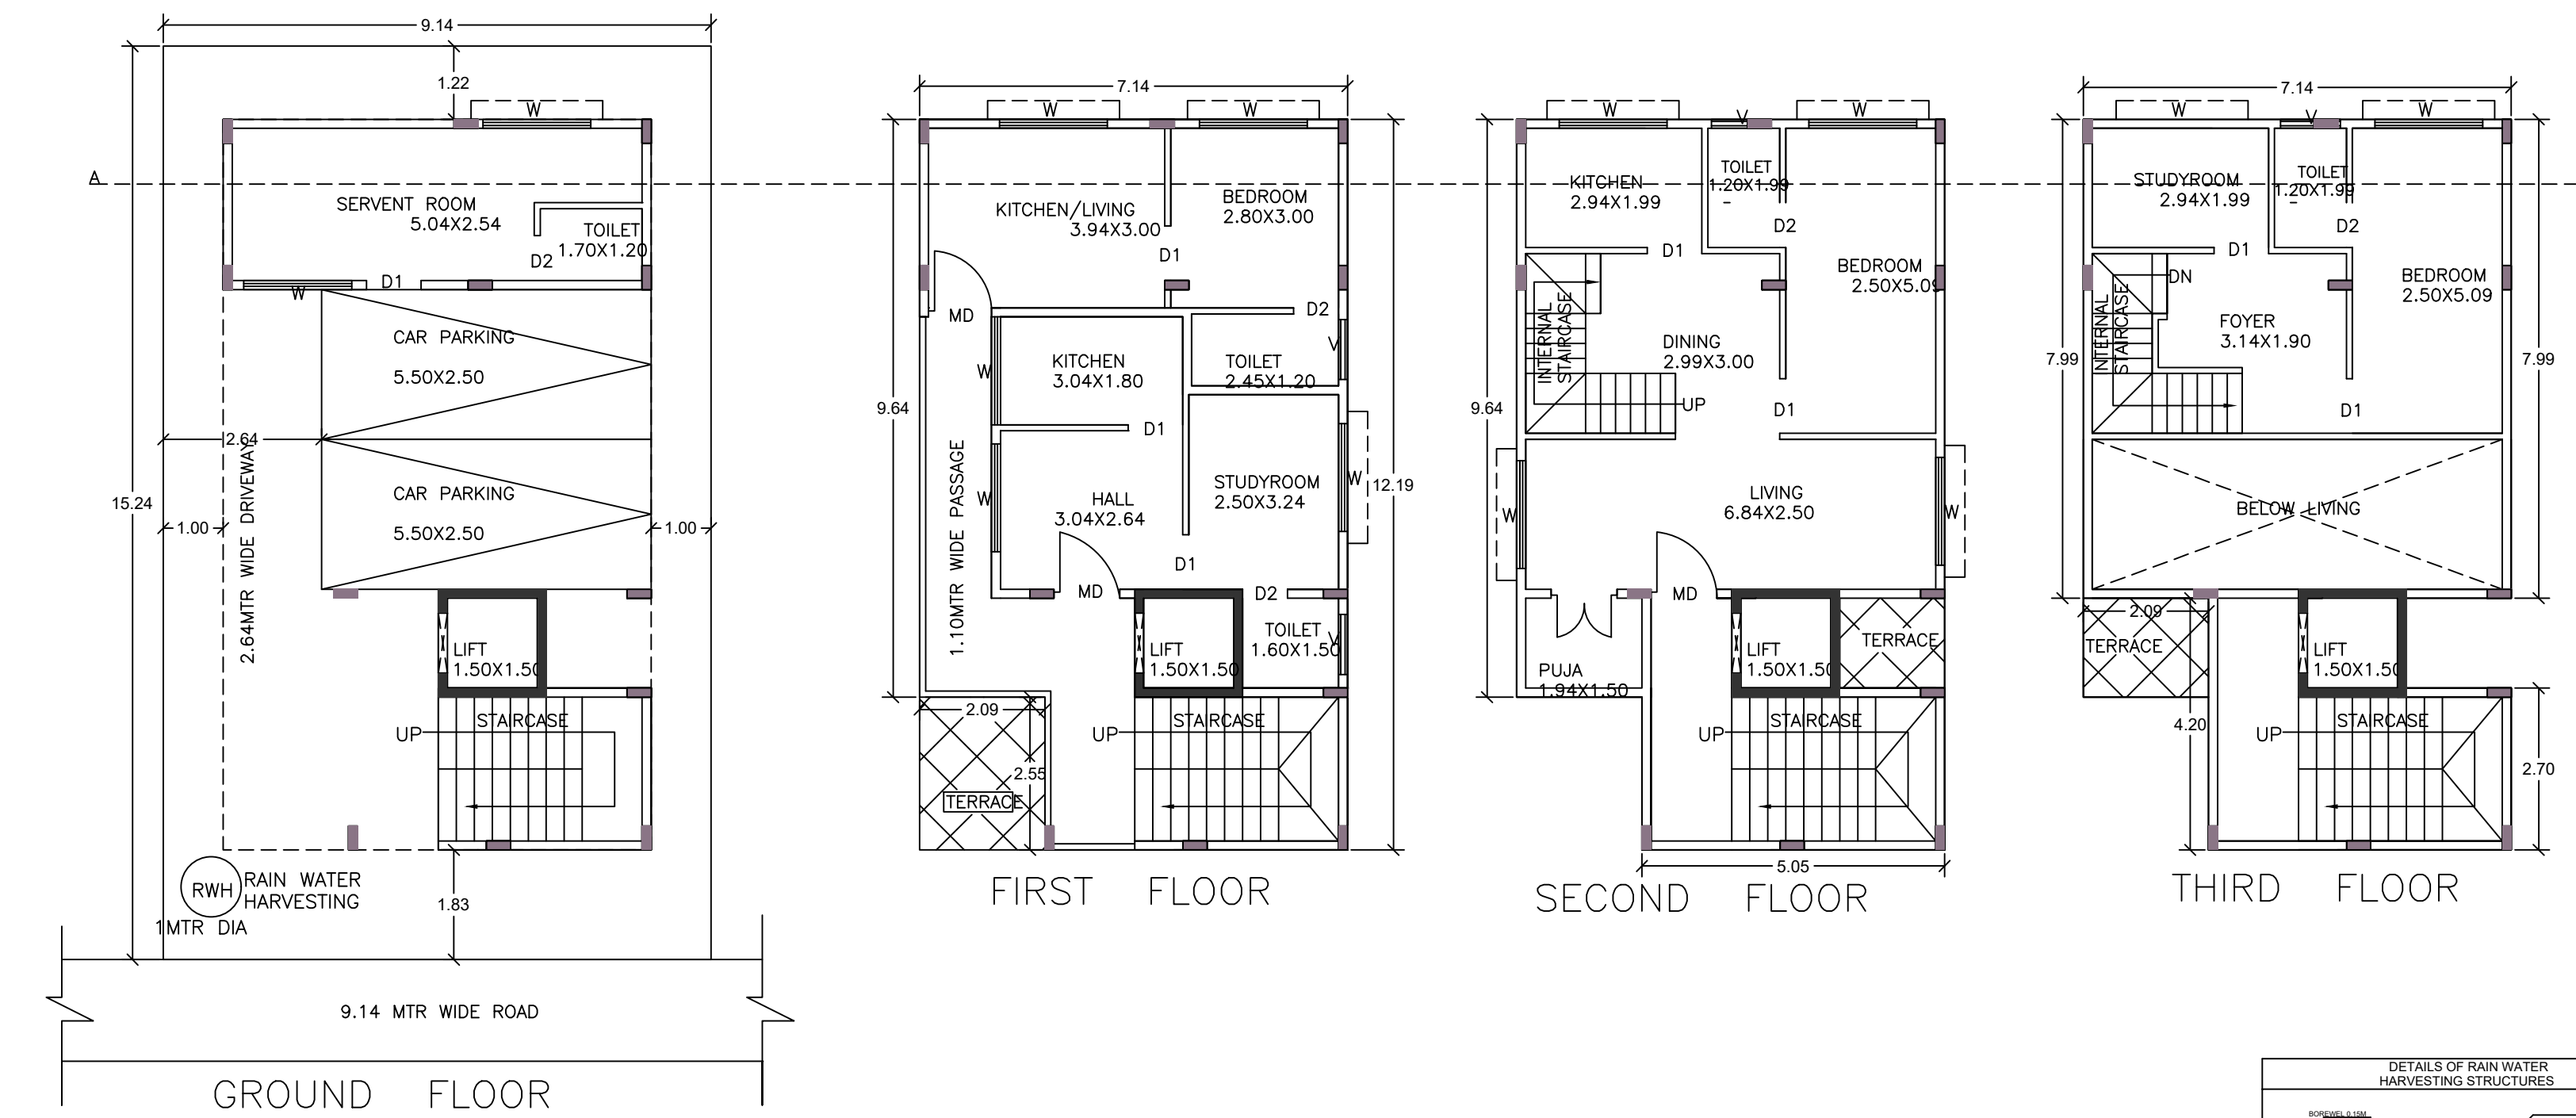 9.14
1.22
W
A
SERVENT ROOM
5.04X2.54
TOILET
1.70X1.20
D2
D1
W
CAR PARKING
5.50X2.50
2.64
2.64MTR WIDE DRIVEWAY
CAR PARKING
5.50X2.50
15.24
1.00
1.00
LIFT
1.50X1.50
STAIRCASE
UP
RWH
RAIN WATER
HARVESTING
1MTR DIA
1.83
9.14 MTR WIDE ROAD
GROUND FLOOR
7.14
W
W
KITCHEN/LIVING
3.94X3.00
BEDROOM
2.80X3.00
D1
MD
D2
KITCHEN
3.04X1.80
W
TOILET
2.45X1.20
V
9.64
D1
1.10MTR WIDE PASSAGE
W
HALL
3.04X2.64
STUDYROOM
2.50X3.24
W
12.19
D1
MD
D2
LIFT
1.50X1.50
TOILET
1.60X1.50
V
2.09
STAIRCASE
UP
2.55
TERRACE
FIRST FLOOR
W
V
W
KITCHEN
2.94X1.99
TOILET
1.20X1.99
D2
D1
BEDROOM
2.50X5.09
INTERNAL
STAIRCASE
DINING
2.99X3.00
9.64
UP
D1
LIVING
6.84X2.50
W
W
MD
LIFT
1.50X1.50
TERRACE
PUJA
1.94X1.50
STAIRCASE
UP
5.05
SECOND FLOOR
7.14
W
V
W
STUDYROOM
2.94X1.99
TOILET
1.20X1.99
D2
D1
DN
BEDROOM
2.50X5.09
INTERNAL
STAIRCASE
FOYER
3.14X1.90
7.99
7.99
D1
BELOW LIVING
2.09
TERRACE
LIFT
1.50X1.50
STAIRCASE
4.20
UP
2.70
THIRD FLOOR
DETAILS OF RAIN WATER
HARVESTING STRUCTURES
BOREWEL 0.15M